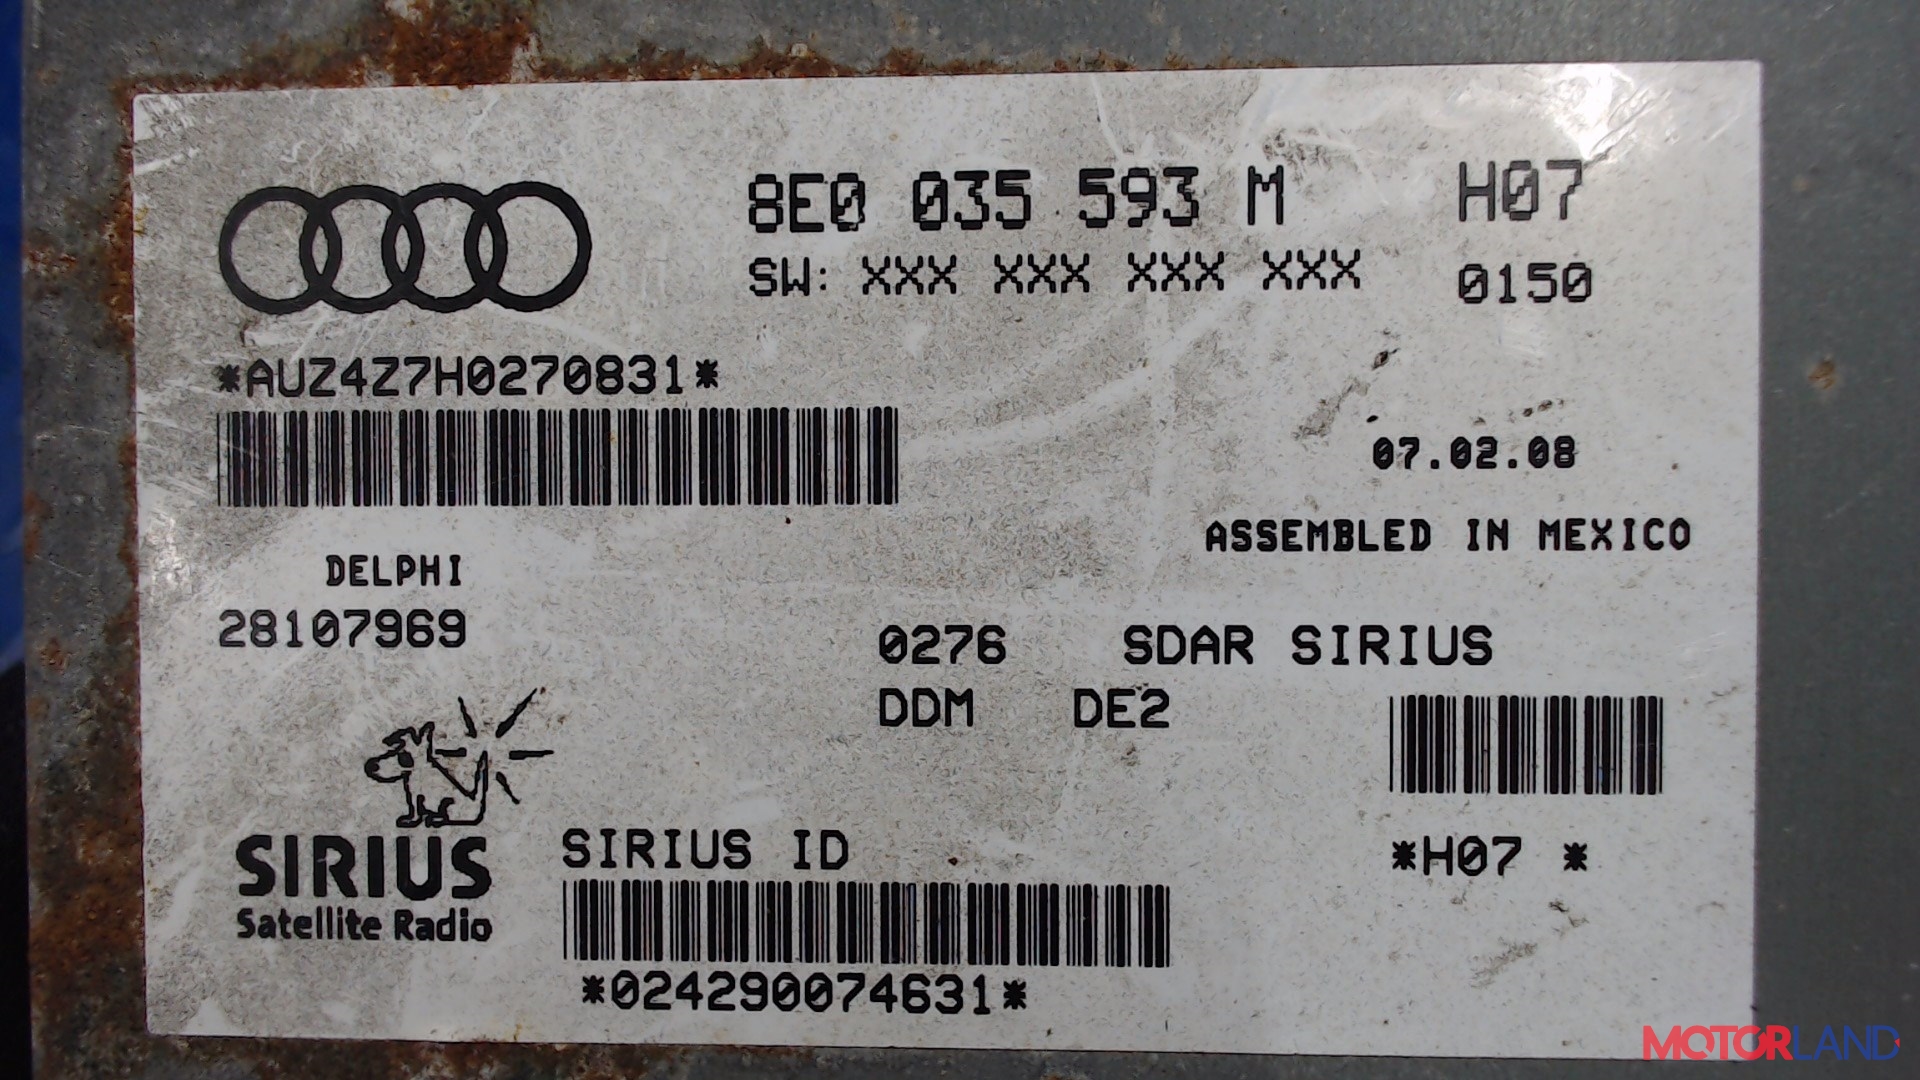 8E0 035 593 M H07
SW: XXX XXX XXX XXX 0150
*AUZ4Z7H0270831*
07.02.08
ASSEMBLED IN MEXICO
DELPHI
28107969
0276 SDAR SIRIUS
DDM DE2
*H07 *
SIRIUS
Satellite Radio
SIRIUS ID
*024290074631*
MOTORLAND